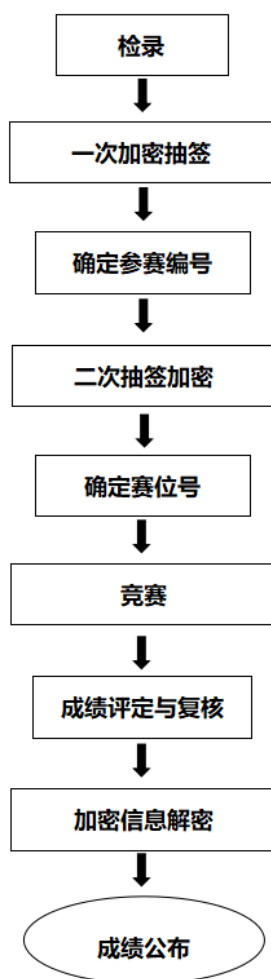 检录
一次加密抽签
确定参赛编号
二次抽签加密
确定赛位号
竞赛
成绩评定与复核
加密信息解密
成绩公布